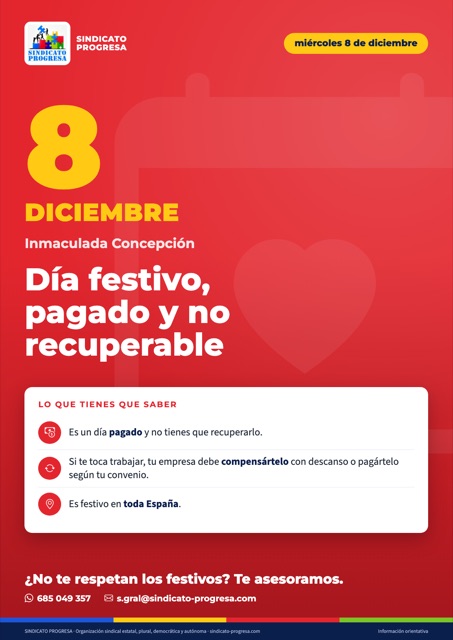 SINDICATO
PROGRESA
SINDICATO
PROGRESA
miércoles 8 de diciembre
8
DICIEMBRE
Inmaculada Concepción
Día festivo,
pagado y no
recuperable
LO QUE TIENES QUE SABER
Es un día pagado y no tienes que recuperarlo.
Si te toca trabajar, tu empresa debe compensártelo con descanso o pagártelo
según tu convenio.
Es festivo en toda España.
¿No te respetan los festivos? Te asesoramos.
685 049 357 s.gral@sindicato-progresa.com
SINDICATO PROGRESA · Organización sindical estatal, plural, democrática y autónoma · sindicato-progresa.com
Información orientativa